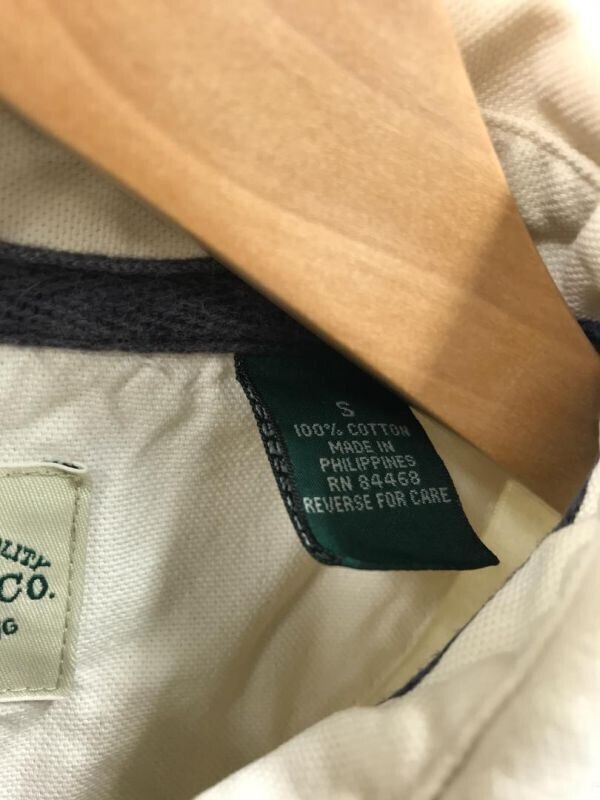 S
100% COTTON
MADE IN
PHILIPPINES
RN 84468
REVERSE FOR CARE
CO.